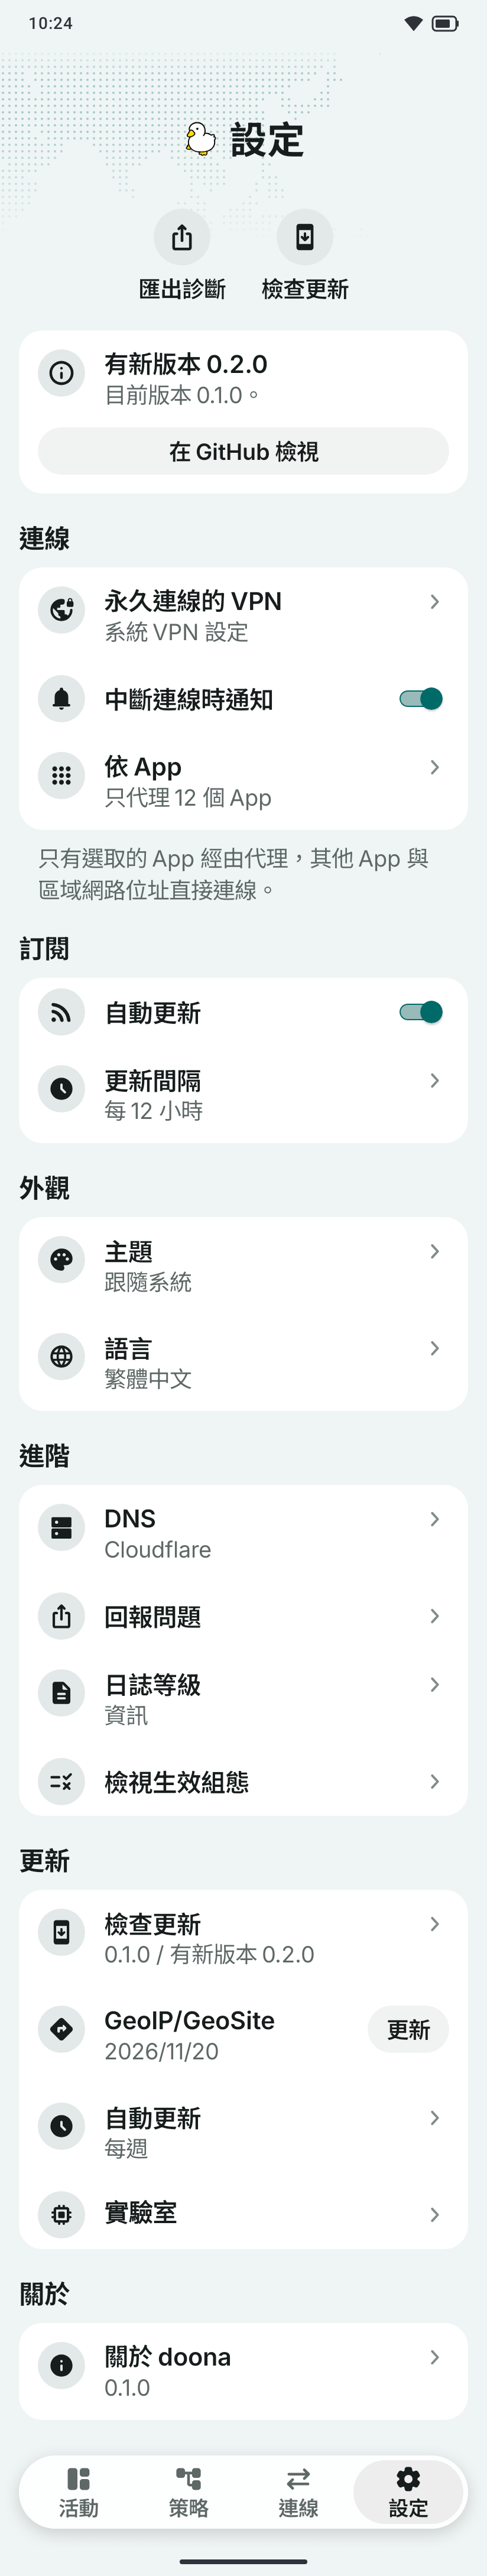 10:24
設定
匯出診斷
檢查更新
有新版本 0.2.0
目前版本 0.1.0。
在 GitHub 檢視
連線
永久連線的 VPN
系統 VPN 設定
中斷連線時通知
依 App
只代理 12 個 App
只有選取的 App 經由代理，其他 App 與
區域網路位址直接連線。
訂閱
自動更新
更新間隔
每 12 小時
外觀
主題
跟隨系統
語言
繁體中文
進階
DNS
Cloudflare
回報問題
日誌等級
資訊
檢視生效組態
更新
檢查更新
0.1.0 / 有新版本 0.2.0
GeoIP/GeoSite
2026/11/20
更新
自動更新
每週
實驗室
關於
關於 doona
0.1.0
活動
策略
連線
設定